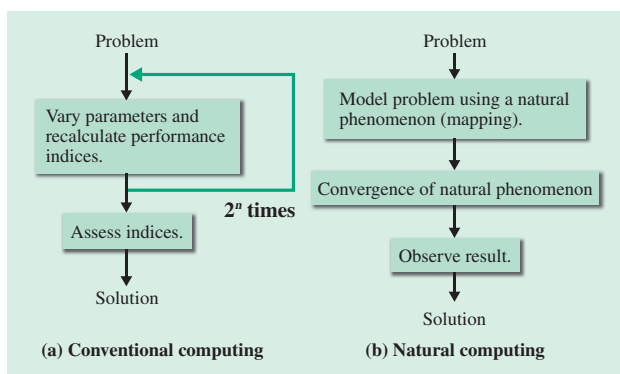 Problem
Vary parameters and
recalculate performance
indices.
2ⁿ times
Assess indices.
Solution
(a) Conventional computing
Problem
Model problem using a natural
phenomenon (mapping).
Convergence of natural phenomenon
Observe result.
Solution
(b) Natural computing